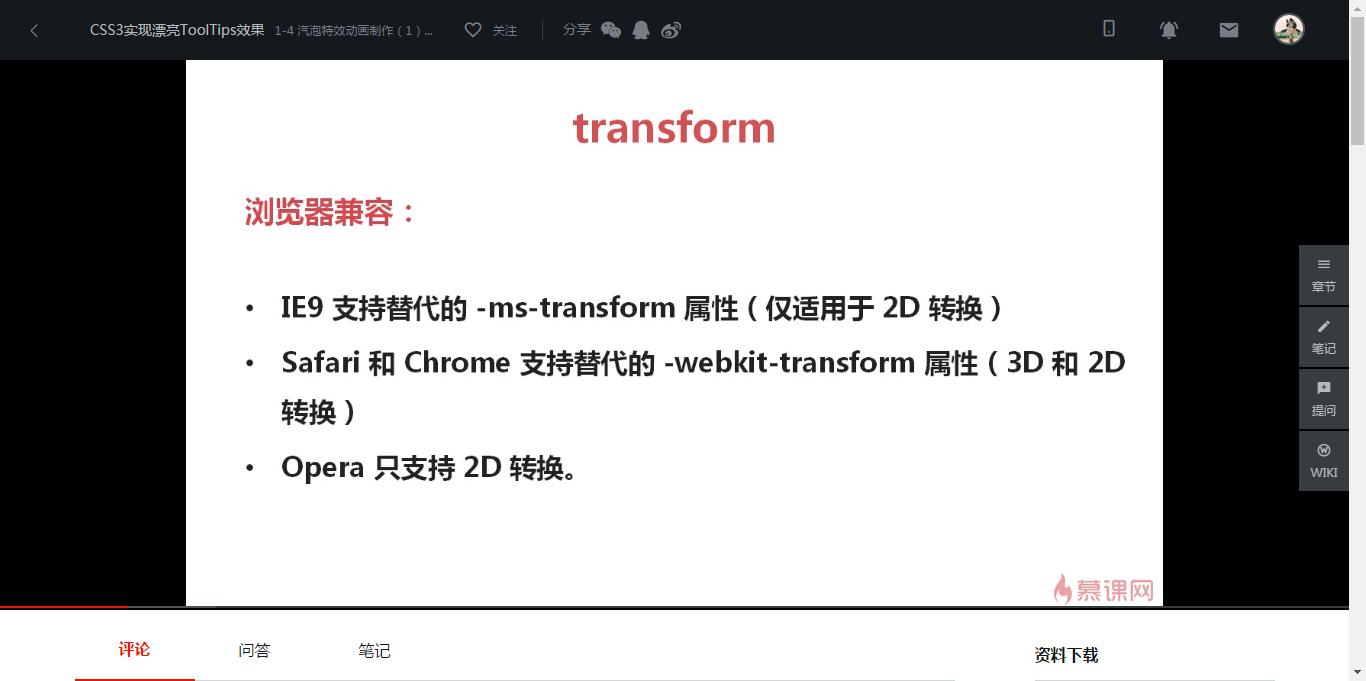 CSS3实现漂亮ToolTips效果 1-4 汽泡特效动画制作（1）... 关注 分享
transform
浏览器兼容：
• IE9 支持替代的 -ms-transform 属性（仅适用于 2D 转换）
• Safari 和 Chrome 支持替代的 -webkit-transform 属性（3D 和 2D
转换）
• Opera 只支持 2D 转换。
章节
笔记
提问
WIKI
慕课网
评论 问答 笔记 资料下载